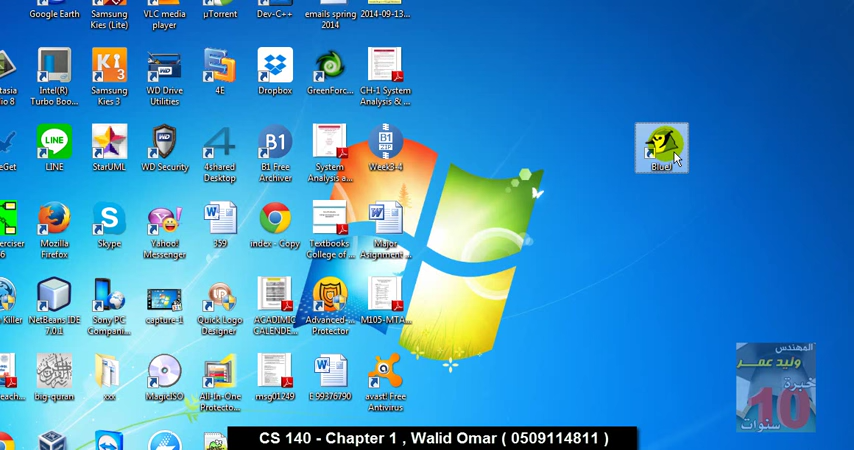 Google Earth
Samsung
Kies (Lite)
VLC media
player
µTorrent
Dev-C++
emails spring
2014
2014-09-13...
Intel(R)
Turbo Boo...
Samsung
Kies 3
WD Drive
Utilities
4E
Dropbox
GreenForc...
CH-1 System
Analysis & ...
LINE
StarUML
WD Security
4shared
Desktop
B1 Free
Archiver
System
Analysis a...
Week3-4
BlueJ
Mozilla
Firefox
Skype
Yahoo!
Messenger
359
index - Copy
Textbooks
College of ...
Major
Asignment ...
NetBeans IDE
7.0.1
Sony PC
Compani...
capture-1
Quick Logo
Designer
ACADIMIC
CALENDE...
Advanced-...
Protector
M105-MTA...
big-quran
xxx
MagicISO
All-In-One
Protecto...
msg01249
E 99376790
avast! Free
Antivirus
المهندس
وليد عمر
خبرة
10
سنوات
CS 140 - Chapter 1 , Walid Omar ( 0509114811 )